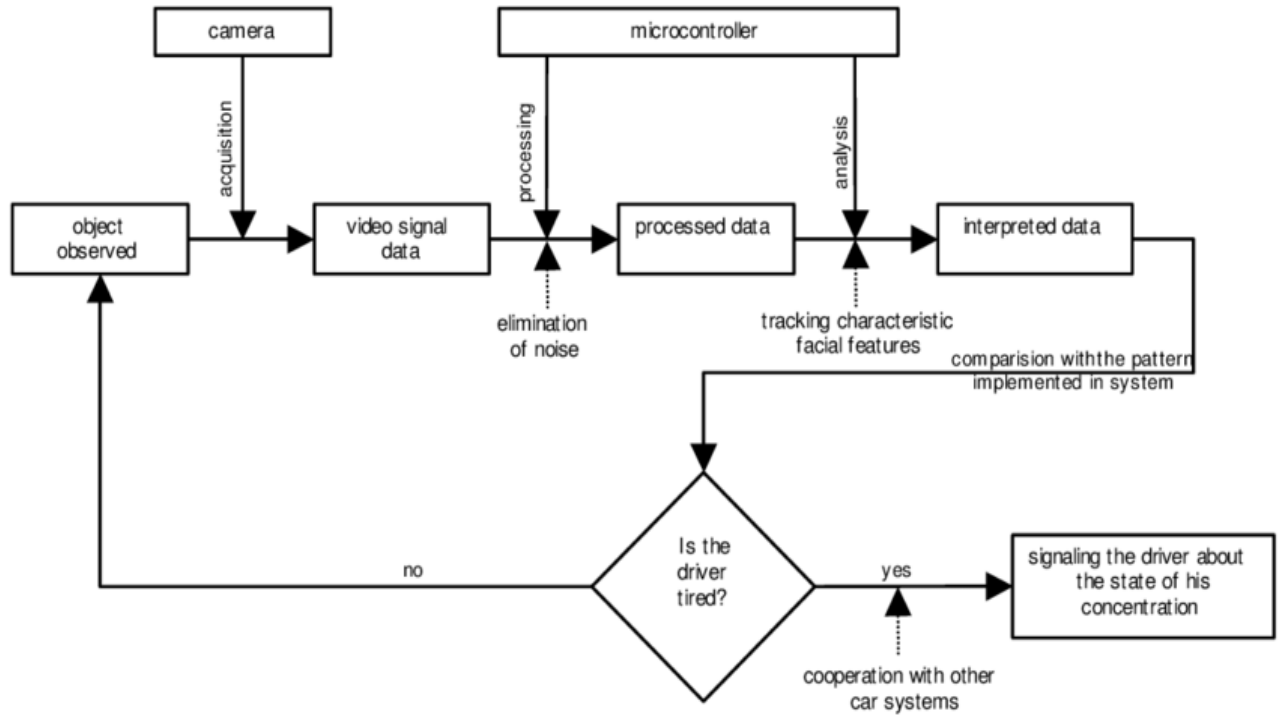 camera
microcontroller
acquisition
processing
analysis
object
observed
video signal
data
processed data
interpreted data
elimination
of noise
tracking characteristic
facial features
comparision withthe pattern
implemented in system
Is the
driver
tired?
no
yes
signaling the driver about
the state of his
concentration
cooperation with other
car systems